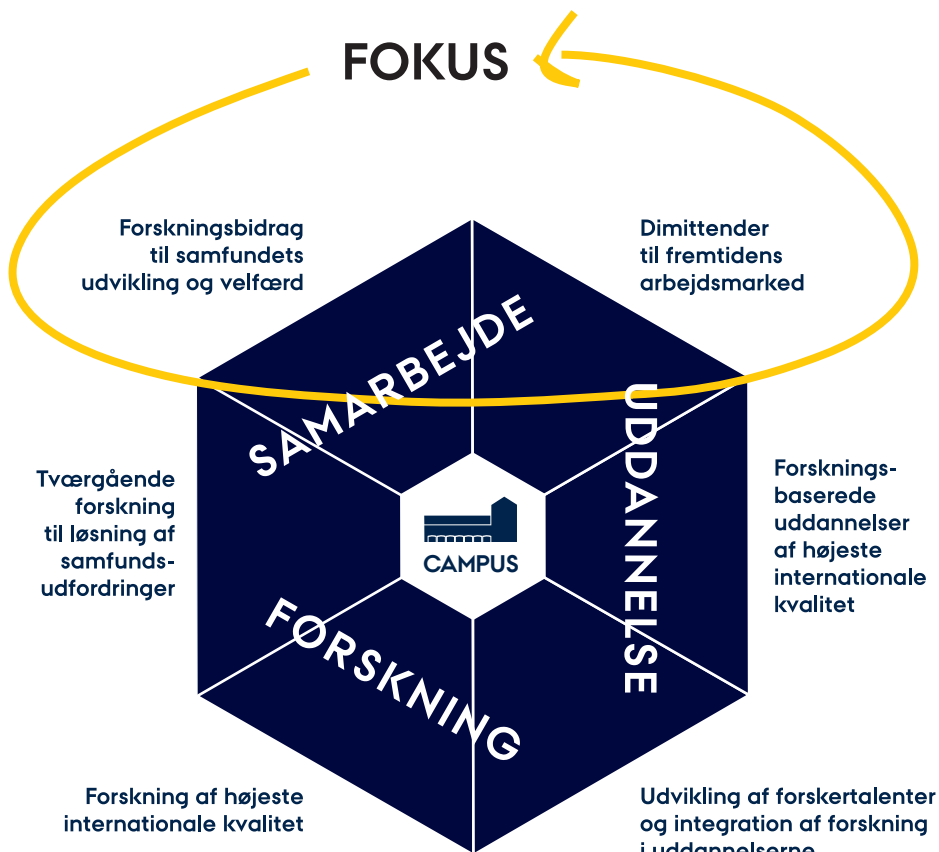 FOKUS
Forskningsbidrag
til samfundets
udvikling og velfærd
Dimittender
til fremtidens
arbejdsmarked
SAMARBEJDE
UDDANNELSE
Tværgående
forskning
til løsning af
samfunds-
udfordringer
CAMPUS
Forsknings-
baserede
uddannelser
af højeste
internationale
kvalitet
FORSKNING
Forskning af højeste
internationale kvalitet
Udvikling af forskertalenter
og integration af forskning
i uddannelserne